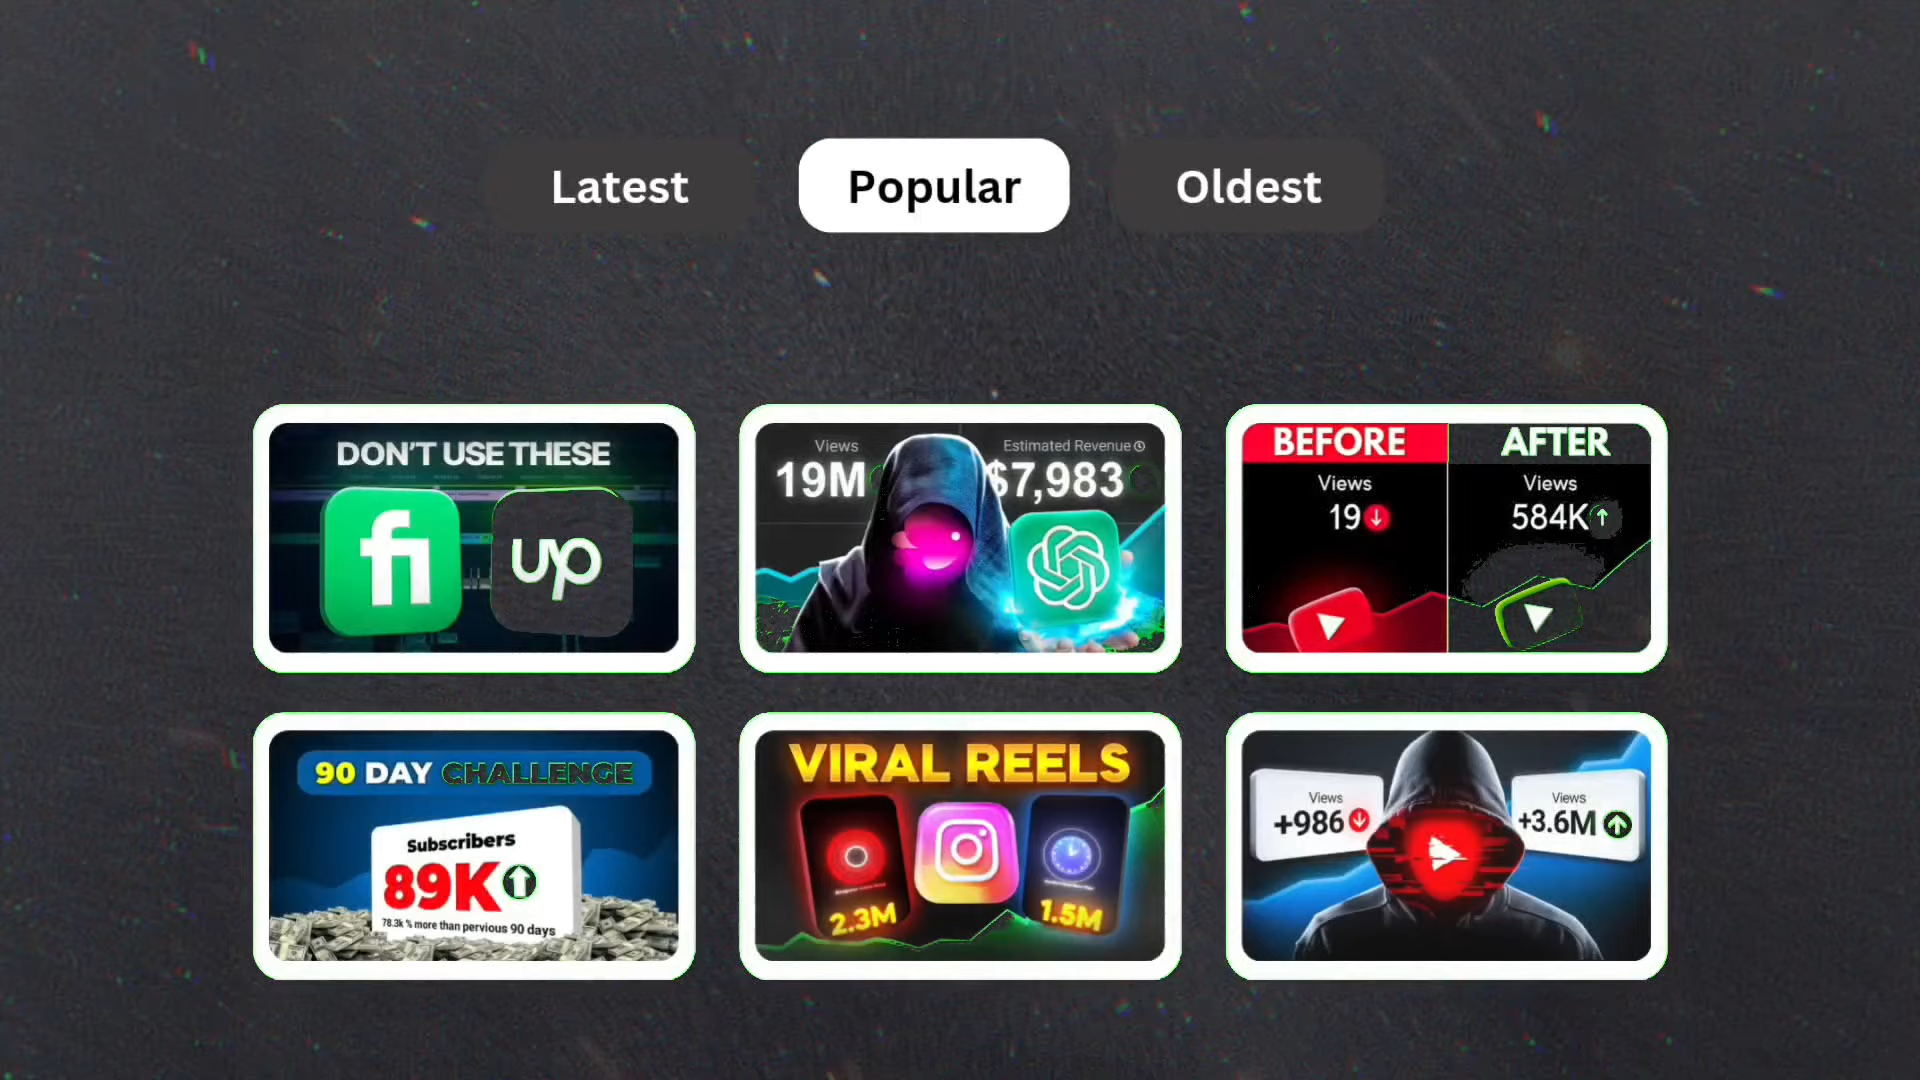 Latest
Popular
Oldest
DON'T USE THESE
fi
up
Views
19M
Estimated Revenue
$7,983
BEFORE
Views
19
AFTER
Views
584K
90 DAY CHALLENGE
Subscribers
89K
78.3k % more than pervious 90 days
VIRAL REELS
2.3M
1.5M
Views
+986
Views
+3.6M